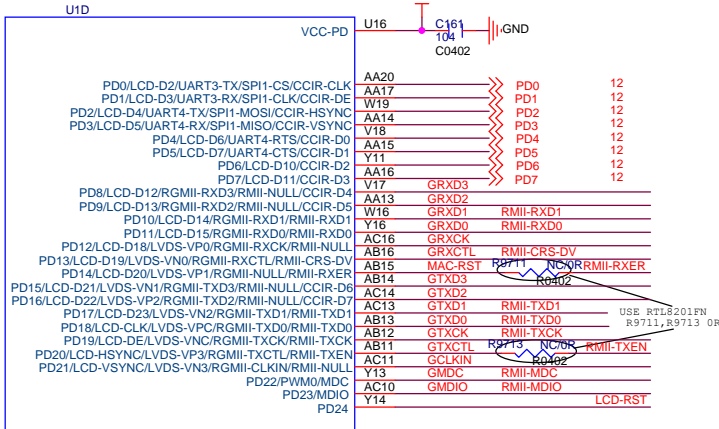 U1D
VCC-PD U16 C161 GND
104
C0402
PD0/LCD-D2/UART3-TX/SPI1-CS/CCIR-CLK AA20 PD0 12
PD1/LCD-D3/UART3-RX/SPI1-CLK/CCIR-DE AA17 PD1 12
PD2/LCD-D4/UART4-TX/SPI1-MOSI/CCIR-HSYNC W19 PD2 12
PD3/LCD-D5/UART4-RX/SPI1-MISO/CCIR-VSYNC AA14 PD3 12
PD4/LCD-D6/UART4-RTS/CCIR-D0 V18 PD4 12
PD5/LCD-D7/UART4-CTS/CCIR-D1 AA15 PD5 12
PD6/LCD-D10/CCIR-D2 Y11 PD6 12
PD7/LCD-D11/CCIR-D3 AA16 PD7 12
PD8/LCD-D12/RGMII-RXD3/RMII-NULL/CCIR-D4 V17 GRXD3
PD9/LCD-D13/RGMII-RXD2/RMII-NULL/CCIR-D5 AA13 GRXD2
PD10/LCD-D14/RGMII-RXD1/RMII-RXD1 W16 GRXD1 RMII-RXD1
PD11/LCD-D15/RGMII-RXD0/RMII-RXD0 Y16 GRXD0 RMII-RXD0
PD12/LCD-D18/LVDS-VP0/RGMII-RXCK/RMII-NULL AC16 GRXCK
PD13/LCD-D19/LVDS-VN0/RGMII-RXCTL/RMII-CRS-DV AB16 GRXCTL RMII-CRS-DV
PD14/LCD-D20/LVDS-VP1/RGMII-NULL/RMII-RXER AB15 MAC-RST R9711 NC/0R RMII-RXER
R0402
PD15/LCD-D21/LVDS-VN1/RGMII-TXD3/RMII-NULL/CCIR-D6 AB14 GTXD3
PD16/LCD-D22/LVDS-VP2/RGMII-TXD2/RMII-NULL/CCIR-D7 AC14 GTXD2
PD17/LCD-D23/LVDS-VN2/RGMII-TXD1/RMII-TXD1 AC13 GTXD1 RMII-TXD1
USE RTL8201FN
PD18/LCD-CLK/LVDS-VPC/RGMII-TXD0/RMII-TXD0 AB13 GTXD0 RMII-TXD0
R9711,R9713 0R
PD19/LCD-DE/LVDS-VNC/RGMII-TXCK/RMII-TXCK AB12 GTXCK RMII-TXCK
PD20/LCD-HSYNC/LVDS-VP3/RGMII-TXCTL/RMII-TXEN AB11 GTXCTL R9713 NC/0R RMII-TXEN
R0402
PD21/LCD-VSYNC/LVDS-VN3/RGMII-CLKIN/RMII-NULL AC11 GCLKIN
PD22/PWM0/MDC Y13 GMDC RMII-MDC
PD23/MDIO AC10 GMDIO RMII-MDIO
PD24 Y14 LCD-RST